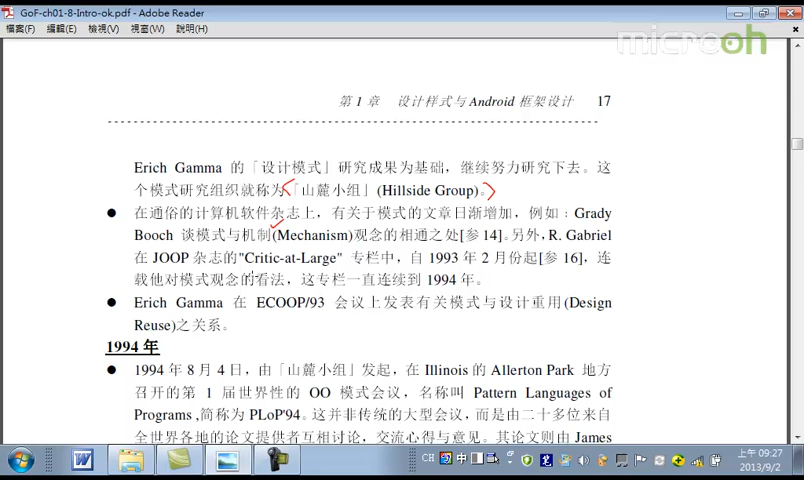 GoF-ch01-8-Intro-ok.pdf - Adobe Reader
檔案(F) 編輯(E) 檢視(V) 視窗(W) 說明(H)
microoh
第 1 章 设计样式与 Android 框架设计 17
Erich Gamma 的「设计模式」研究成果为基础，继续努力研究下去。这
个模式研究组织就称为「山麓小组」(Hillside Group)。
● 在通俗的计算机软件杂志上，有关于模式的文章日渐增加，例如：Grady
Booch 谈模式与机制(Mechanism)观念的相通之处[参 14]。另外，R. Gabriel
在 JOOP 杂志的"Critic-at-Large" 专栏中，自 1993 年 2 月份起[参 16]，连
载他对模式观念的看法，这专栏一直连续到 1994 年。
● Erich Gamma 在 ECOOP/93 会议上发表有关模式与设计重用(Design
Reuse)之关系。
1994 年
● 1994 年 8 月 4 日，由「山麓小组」发起，在 Illinois 的 Allerton Park 地方
召开的第 1 届世界性的 OO 模式会议，名称叫 Pattern Languages of
Programs ,简称为 PLoP'94。这并非传统的大型会议，而是由二十多位来自
全世界各地的论文提供者互相讨论，交流心得与意见。其论文则由 James
CH 中
上午 09:27
2013/9/2